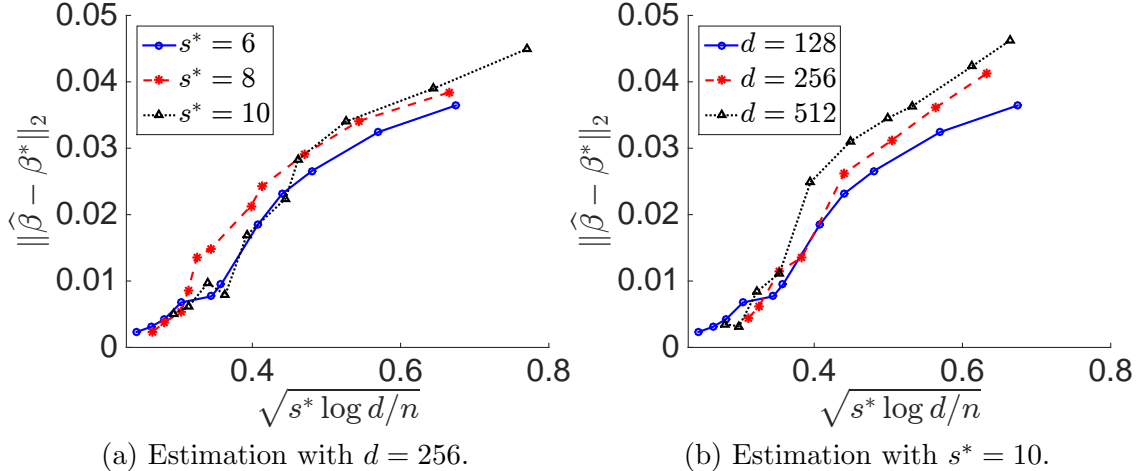 0.05
0.04
0.03
0.02
0.01
0
‖β̂ − β*‖₂
s* = 6
s* = 8
s* = 10
0.4 0.6 0.8
√(s* log d/n)
(a) Estimation with d = 256.
0.05
0.04
0.03
0.02
0.01
0
‖β̂ − β*‖₂
d = 128
d = 256
d = 512
0.4 0.6 0.8
√(s* log d/n)
(b) Estimation with s* = 10.